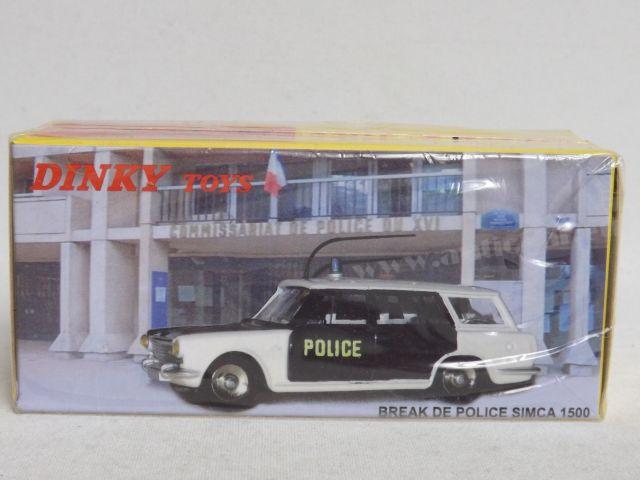 DINKY TOYS
COMMISSARIAT DE POLICE DU XVI
POLICE
BREAK DE POLICE SIMCA 1500